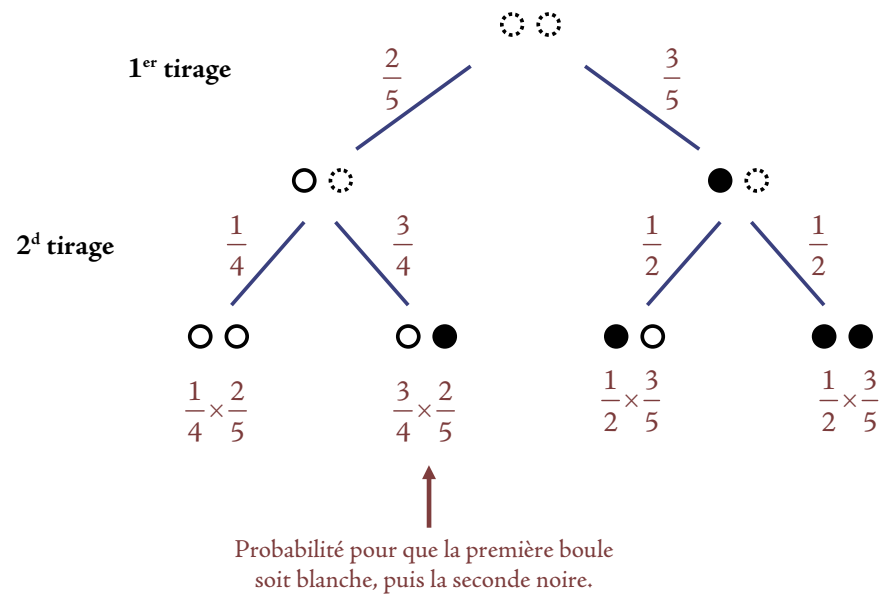 1er tirage
2/5
3/5
2d tirage
1/4
3/4
1/2
1/2
1/4 × 2/5
3/4 × 2/5
1/2 × 3/5
1/2 × 3/5
Probabilité pour que la première boule
soit blanche, puis la seconde noire.